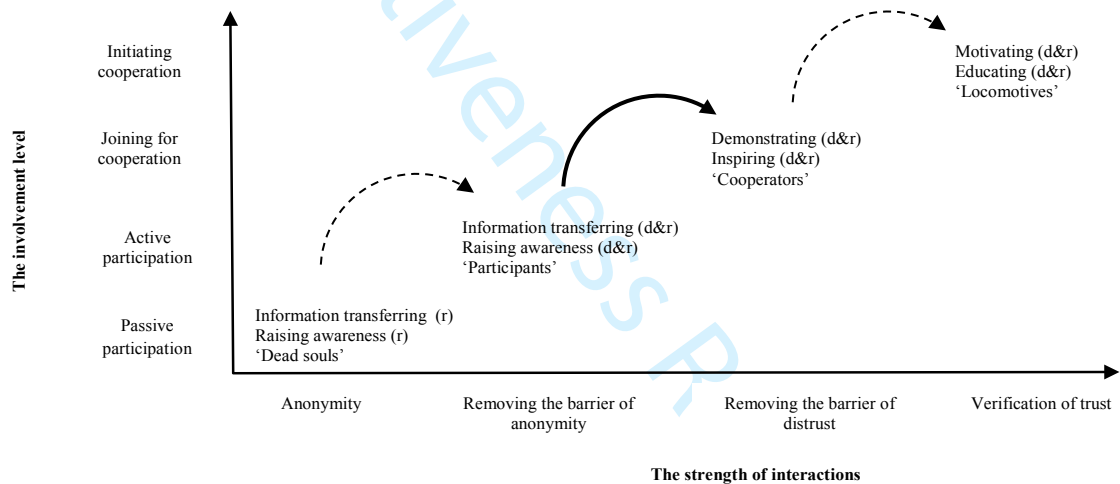 Initiating
cooperation
Motivating (d&r)
Educating (d&r)
‘Locomotives’
Joining for
cooperation
Demonstrating (d&r)
Inspiring (d&r)
‘Cooperators’
The involvement level
Active
participation
Information transferring (d&r)
Raising awareness (d&r)
‘Participants’
Passive
participation
Information transferring (r)
Raising awareness (r)
‘Dead souls’
Anonymity
Removing the barrier of
anonymity
Removing the barrier of
distrust
Verification of trust
The strength of interactions
tiveness R